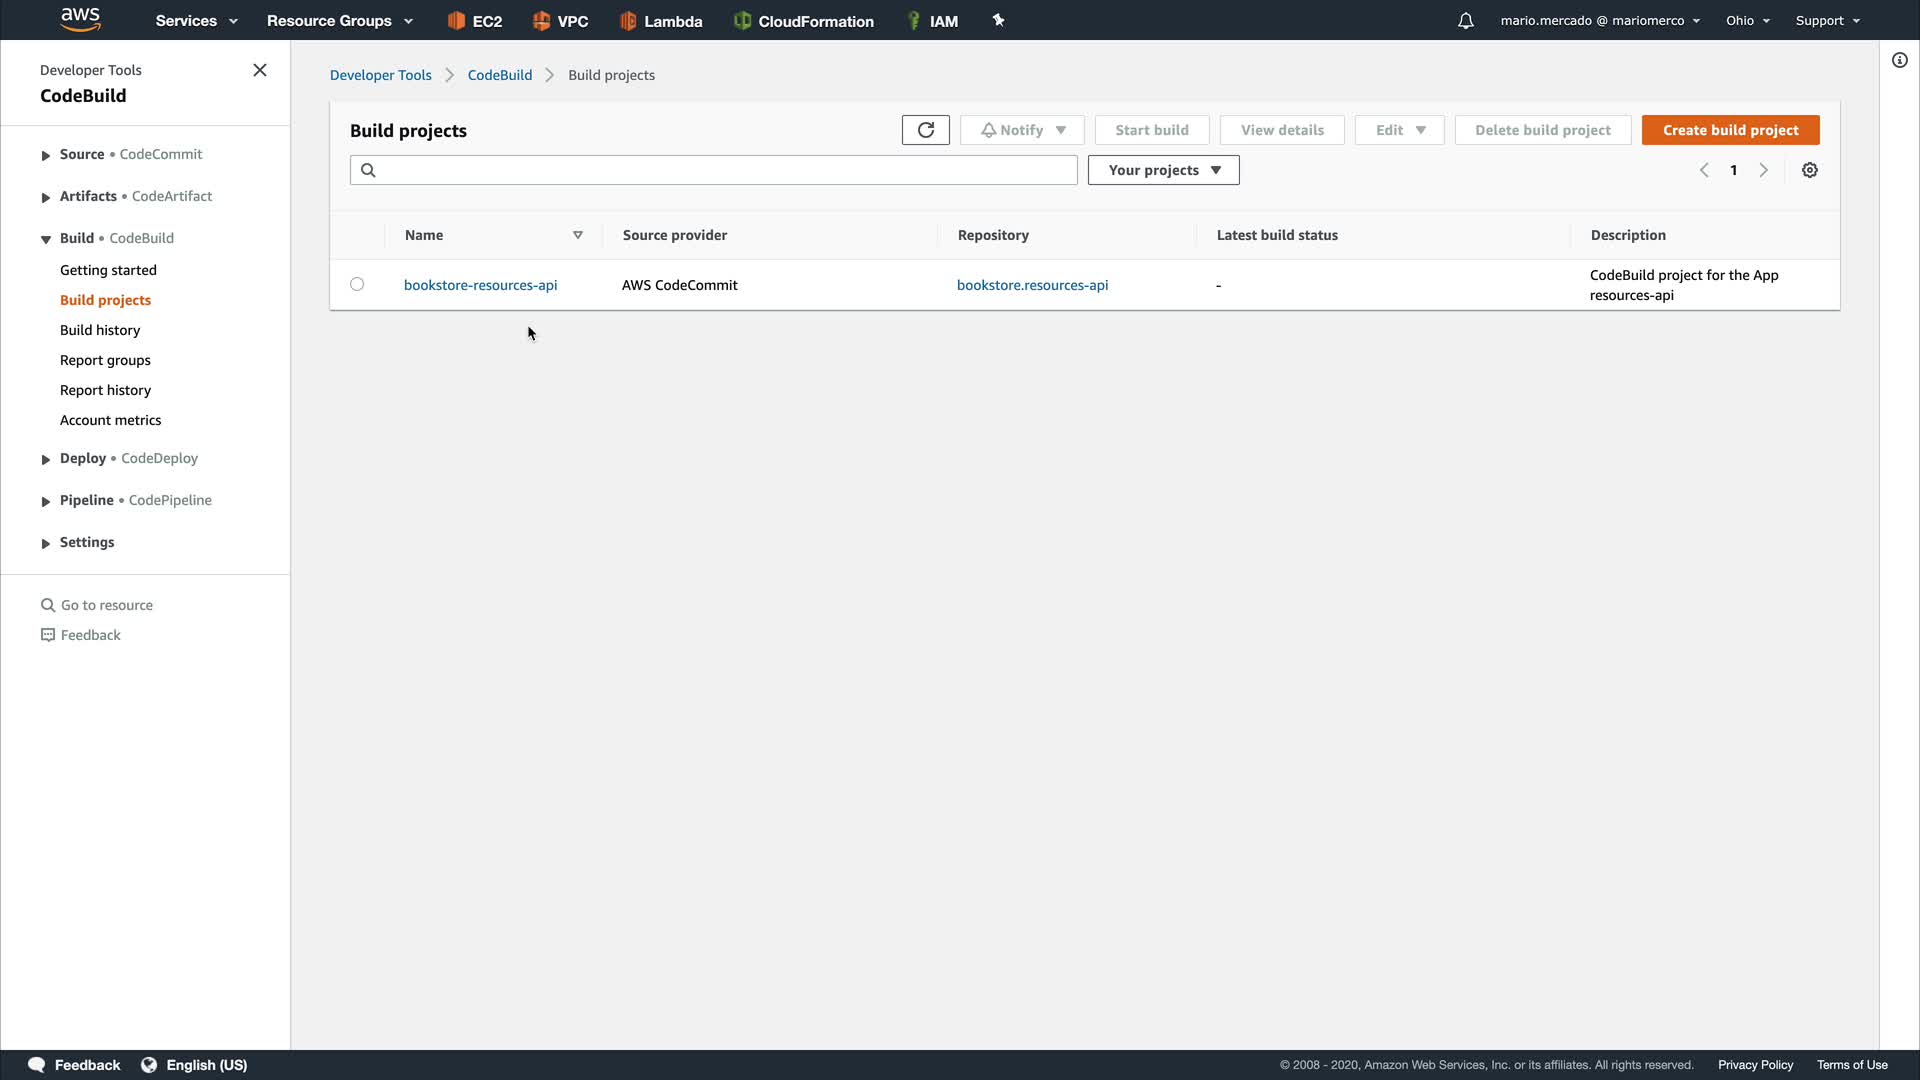 aws Services Resource Groups EC2 VPC Lambda CloudFormation IAM mario.mercado @ mariomerco Ohio Support
Developer Tools
CodeBuild
Source • CodeCommit
Artifacts • CodeArtifact
Build • CodeBuild
Getting started
Build projects
Build history
Report groups
Report history
Account metrics
Deploy • CodeDeploy
Pipeline • CodePipeline
Settings
Go to resource
Feedback
Developer Tools CodeBuild Build projects
Build projects Notify Start build View details Edit Delete build project Create build project
Your projects 1
Name Source provider Repository Latest build status Description
bookstore-resources-api AWS CodeCommit bookstore.resources-api - CodeBuild project for the App
resources-api
Feedback English (US) © 2008 - 2020, Amazon Web Services, Inc. or its affiliates. All rights reserved. Privacy Policy Terms of Use